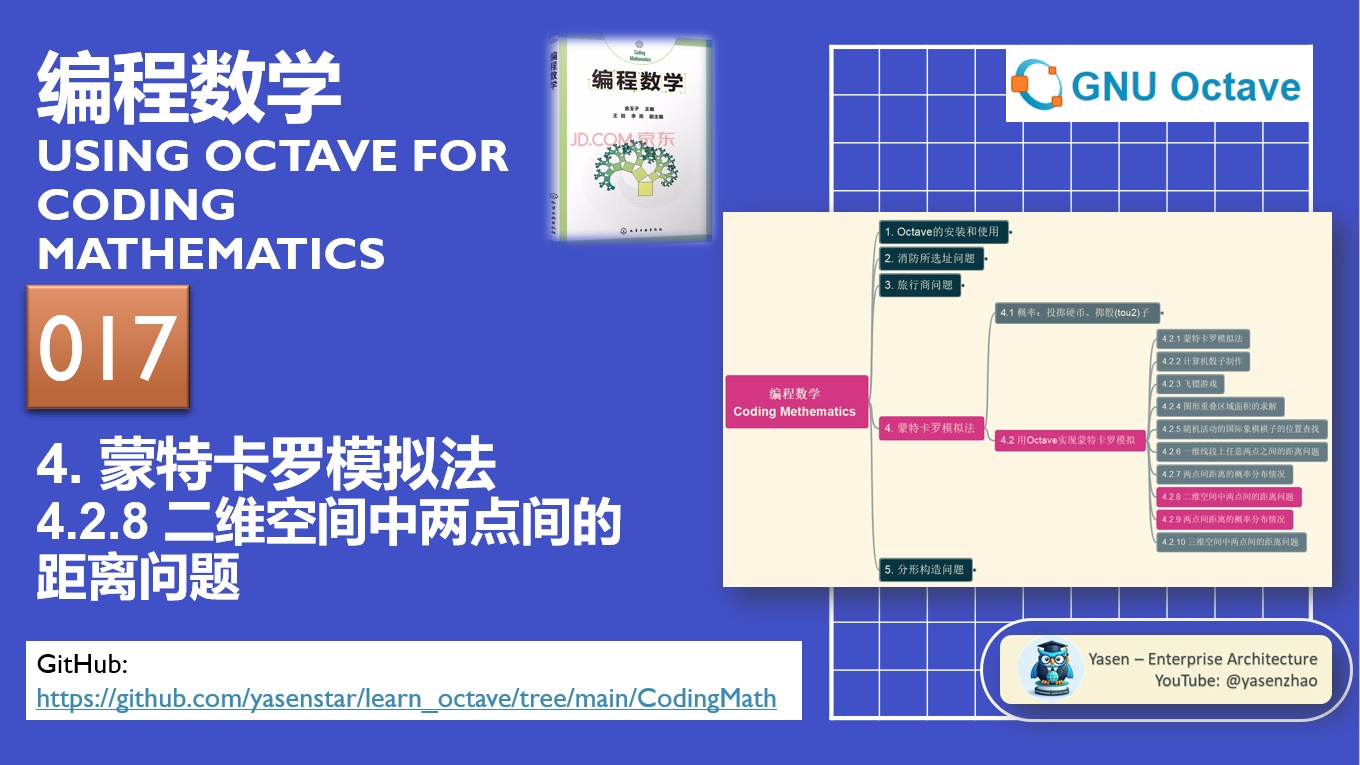 编程数学
USING OCTAVE FOR
CODING
MATHEMATICS
017
4. 蒙特卡罗模拟法
4.2.8 二维空间中两点间的
距离问题
GitHub:
https://github.com/yasenstar/learn_octave/tree/main/CodingMath
Coding
Mathematics
编程数学
编程数学
金玉子 主编
JD.COM 京东
GNU Octave
编程数学
Coding Methematics
1. Octave的安装和使用
2. 消防所选址问题
3. 旅行商问题
4. 蒙特卡罗模拟法
4.1 概率：投掷硬币、掷骰(tou2)子
4.2 用Octave实现蒙特卡罗模拟
4.2.1 蒙特卡罗模拟法
4.2.2 计算机骰子制作
4.2.3 飞镖游戏
4.2.4 图形重叠区域面积的求解
4.2.5 随机活动的国际象棋棋子的位置查找
4.2.6 一维线段上任意两点之间的距离问题
4.2.7 两点间距离的概率分布情况
4.2.8 二维空间中两点间的距离问题
4.2.9 两点间距离的概率分布情况
4.2.10 三维空间中两点间的距离问题
5. 分形构造问题
Yasen – Enterprise Architecture
YouTube: @yasenzhao